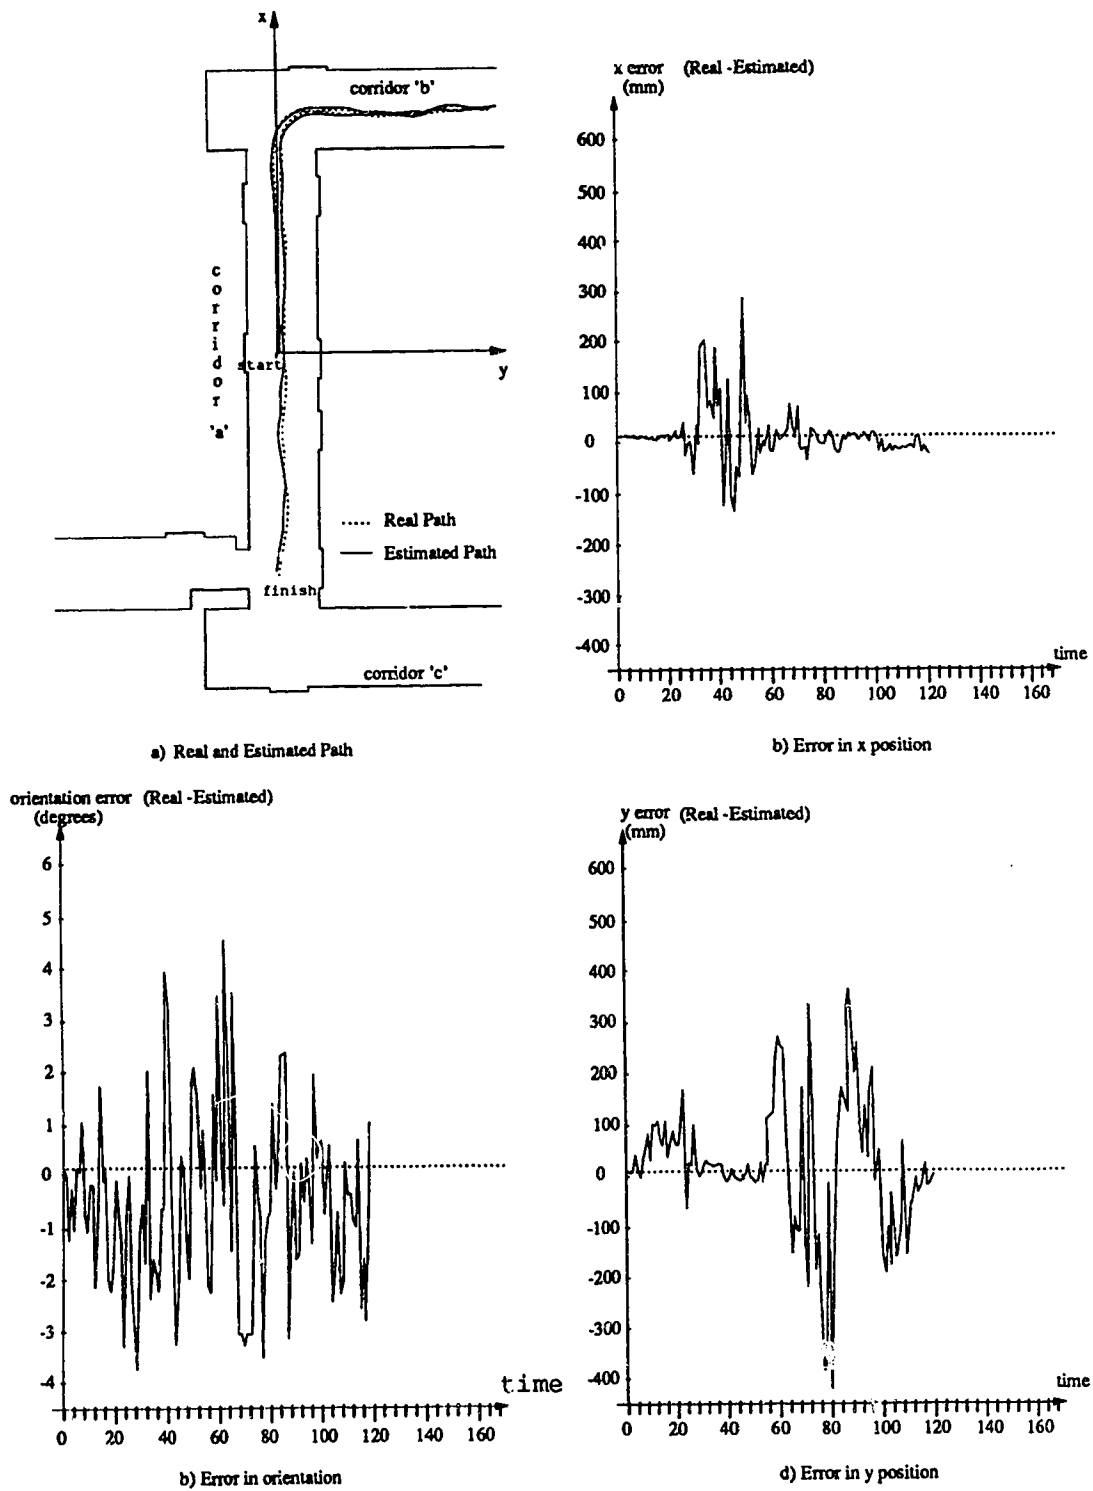 x
corridor 'b'
corridor 'a'
start
y
Real Path
Estimated Path
finish
corridor 'c'
a) Real and Estimated Path
x error (Real -Estimated)
(mm)
600
500
400
300
200
100
0
-100
-200
-300
-400
time
0 20 40 60 80 100 120 140 160
b) Error in x position
orientation error (Real -Estimated)
(degrees)
6
5
4
3
2
1
0
-1
-2
-3
-4
time
0 20 40 60 80 100 120 140 160
b) Error in orientation
y error (Real -Estimated)
(mm)
600
500
400
300
200
100
0
-100
-200
-300
-400
time
0 20 40 60 80 100 120 140 160
d) Error in y position